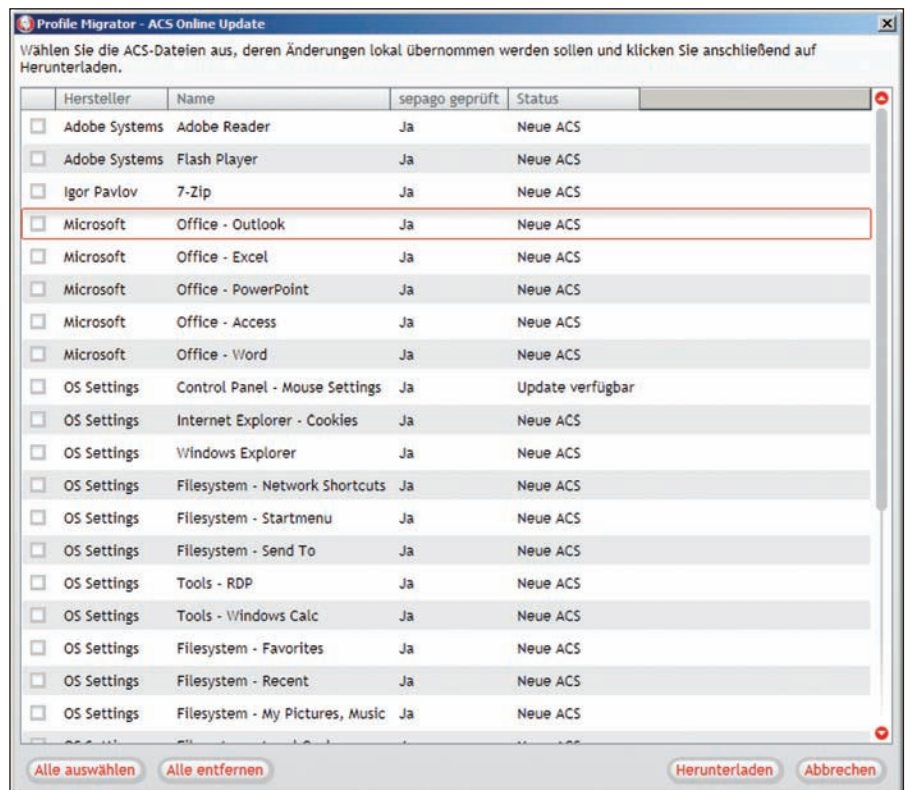 Profile Migrator - ACS Online Update
Wählen Sie die ACS-Dateien aus, deren Änderungen lokal übernommen werden sollen und klicken Sie anschließend auf
Herunterladen.
Hersteller Name sepago geprüft Status
Adobe Systems Adobe Reader Ja Neue ACS
Adobe Systems Flash Player Ja Neue ACS
Igor Pavlov 7-Zip Ja Neue ACS
Microsoft Office - Outlook Ja Neue ACS
Microsoft Office - Excel Ja Neue ACS
Microsoft Office - PowerPoint Ja Neue ACS
Microsoft Office - Access Ja Neue ACS
Microsoft Office - Word Ja Neue ACS
OS Settings Control Panel - Mouse Settings Ja Update verfügbar
OS Settings Internet Explorer - Cookies Ja Neue ACS
OS Settings Windows Explorer Ja Neue ACS
OS Settings Filesystem - Network Shortcuts Ja Neue ACS
OS Settings Filesystem - Startmenu Ja Neue ACS
OS Settings Filesystem - Send To Ja Neue ACS
OS Settings Tools - RDP Ja Neue ACS
OS Settings Tools - Windows Calc Ja Neue ACS
OS Settings Filesystem - Favorites Ja Neue ACS
OS Settings Filesystem - Recent Ja Neue ACS
OS Settings Filesystem - My Pictures, Music Ja Neue ACS
Alle auswählen Alle entfernen Herunterladen Abbrechen